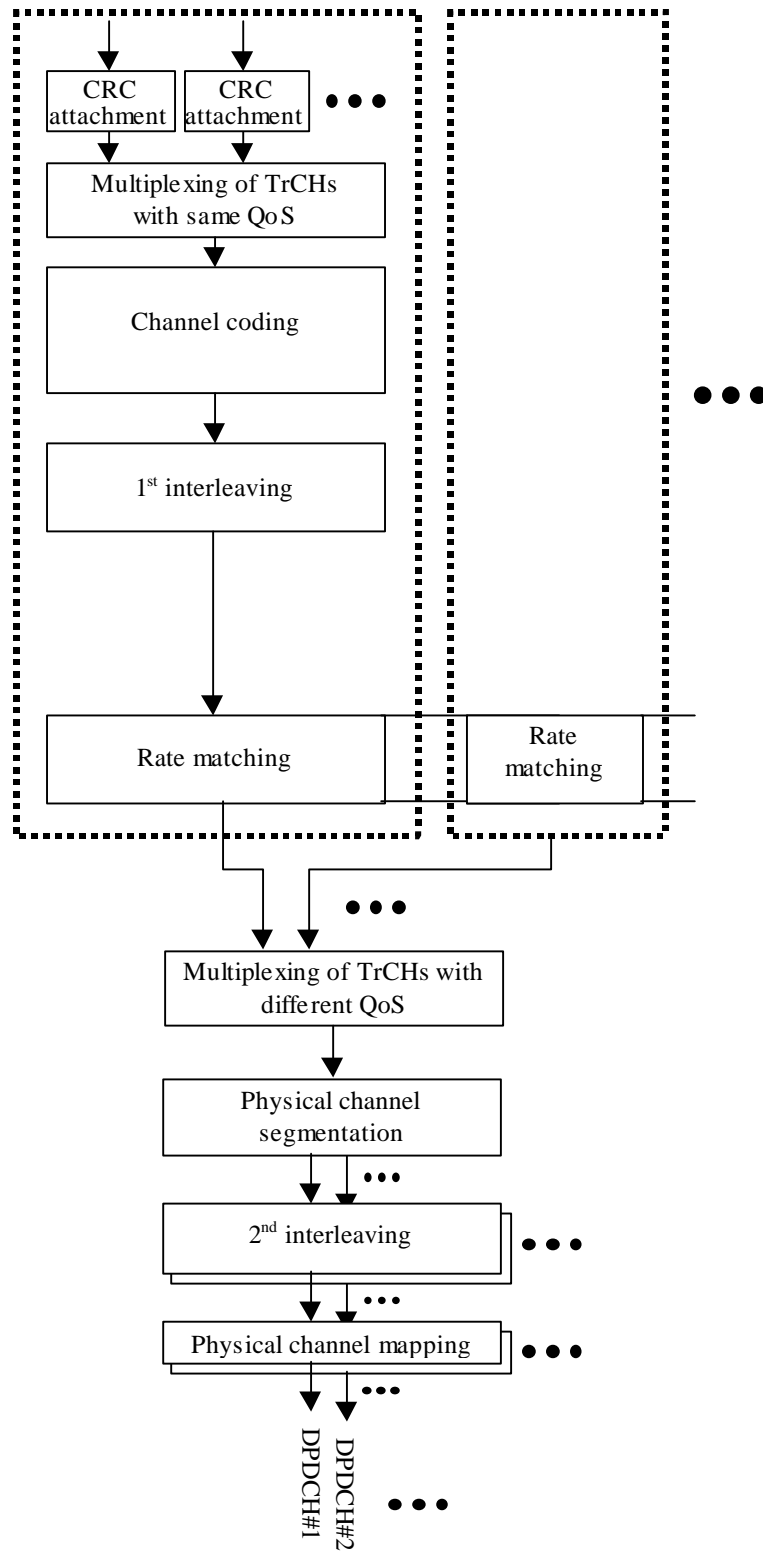 CRC
attachment
CRC
attachment
Multiplexing of TrCHs
with same QoS
Channel coding
1st interleaving
Rate matching
Rate
matching
Multiplexing of TrCHs with
different QoS
Physical channel
segmentation
2nd interleaving
Physical channel mapping
DPDCH#1
DPDCH#2